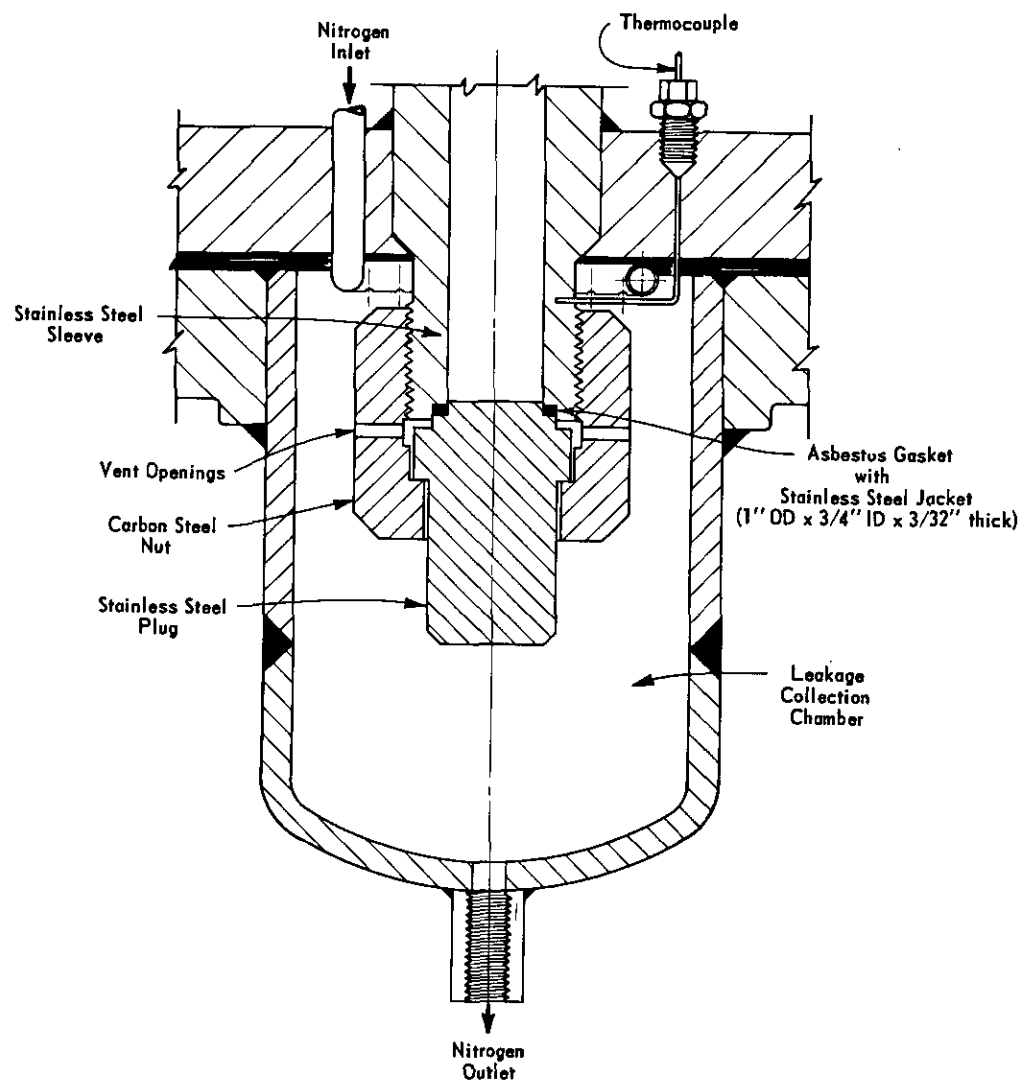 Nitrogen
Inlet
Thermocouple
Stainless Steel
Sleeve
Vent Openings
Carbon Steel
Nut
Stainless Steel
Plug
Asbestus Gasket
with
Stainless Steel Jacket
(1" OD x 3/4" ID x 3/32" thick)
Leakage
Collection
Chamber
Nitrogen
Outlet